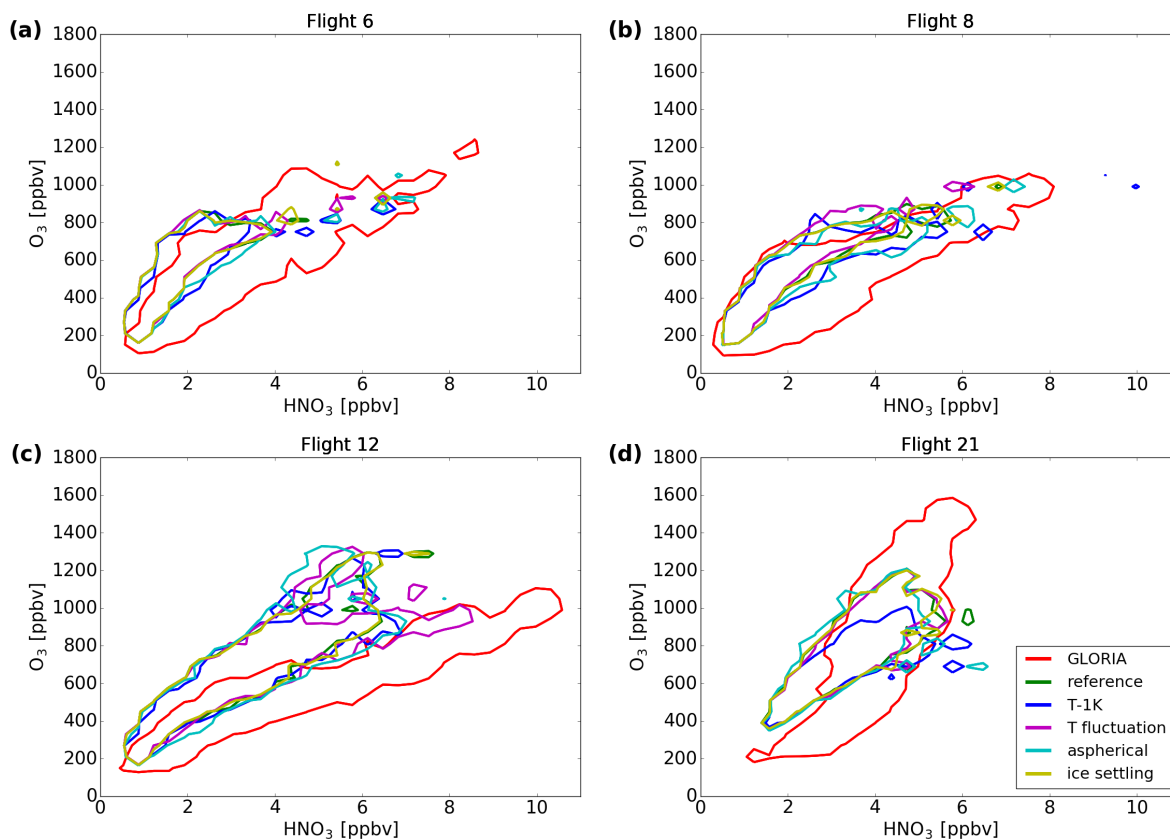 (a) Flight 6
1800
1600
1400
1200
1000
800
600
400
200
0
O₃ [ppbv]
0 2 4 6 8 10
HNO₃ [ppbv]
(b) Flight 8
1800
1600
1400
1200
1000
800
600
400
200
0
O₃ [ppbv]
0 2 4 6 8 10
HNO₃ [ppbv]
(c) Flight 12
1800
1600
1400
1200
1000
800
600
400
200
0
O₃ [ppbv]
0 2 4 6 8 10
HNO₃ [ppbv]
(d) Flight 21
1800
1600
1400
1200
1000
800
600
400
200
0
O₃ [ppbv]
0 2 4 6 8 10
HNO₃ [ppbv]
GLORIA
reference
T-1K
T fluctuation
aspherical
ice settling